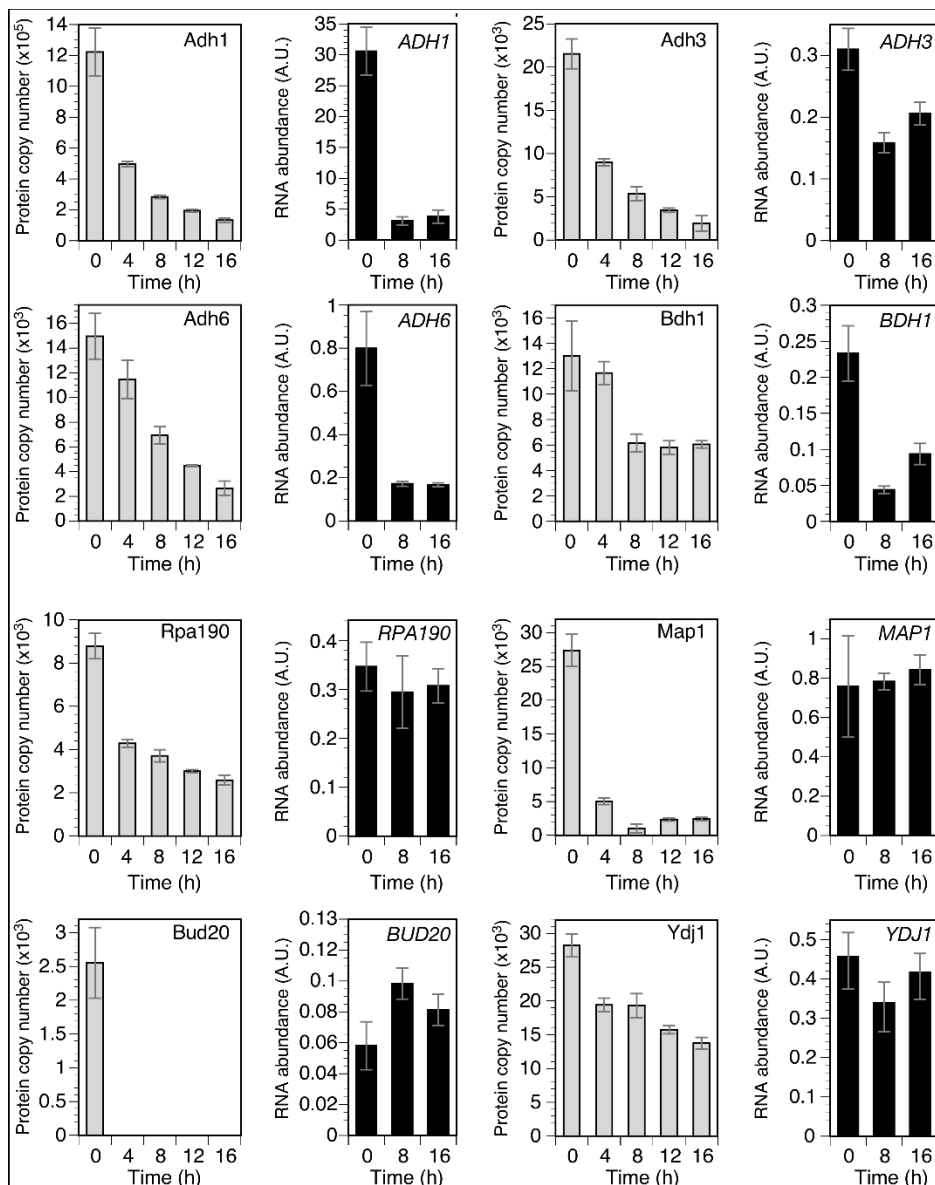 Protein copy number (x10⁵)
14
12
10
8
6
4
2
0
Adh1
0 4 8 12 16
Time (h)
RNA abundance (A.U.)
35
30
25
20
15
10
5
0
ADH1
0 8 16
Time (h)
Protein copy number (x10³)
25
20
15
10
5
0
Adh3
0 4 8 12 16
Time (h)
RNA abundance (A.U.)
0.3
0.2
0.1
0
ADH3
0 8 16
Time (h)
Protein copy number (x10³)
16
14
12
10
8
6
4
2
0
Adh6
0 4 8 12 16
Time (h)
RNA abundance (A.U.)
1
0.8
0.6
0.4
0.2
0
ADH6
0 8 16
Time (h)
Protein copy number (x10³)
16
14
12
10
8
6
4
2
0
Bdh1
0 4 8 12 16
Time (h)
RNA abundance (A.U.)
0.3
0.25
0.2
0.15
0.1
0.05
0
BDH1
0 8 16
Time (h)
Protein copy number (x10³)
10
8
6
4
2
0
Rpa190
0 4 8 12 16
Time (h)
RNA abundance (A.U.)
0.4
0.3
0.2
0.1
0
RPA190
0 8 16
Time (h)
Protein copy number (x10³)
30
25
20
15
10
5
0
Map1
0 4 8 12 16
Time (h)
RNA abundance (A.U.)
1
0.8
0.6
0.4
0.2
0
MAP1
0 8 16
Time (h)
Protein copy number (x10³)
3
2.5
2
1.5
1
0.5
0
Bud20
0 4 8 12 16
Time (h)
RNA abundance (A.U.)
0.13
0.12
0.1
0.08
0.06
0.04
0.02
0
BUD20
0 8 16
Time (h)
Protein copy number (x10³)
30
25
20
15
10
5
0
Ydj1
0 4 8 12 16
Time (h)
RNA abundance (A.U.)
0.5
0.4
0.3
0.2
0.1
0
YDJ1
0 8 16
Time (h)